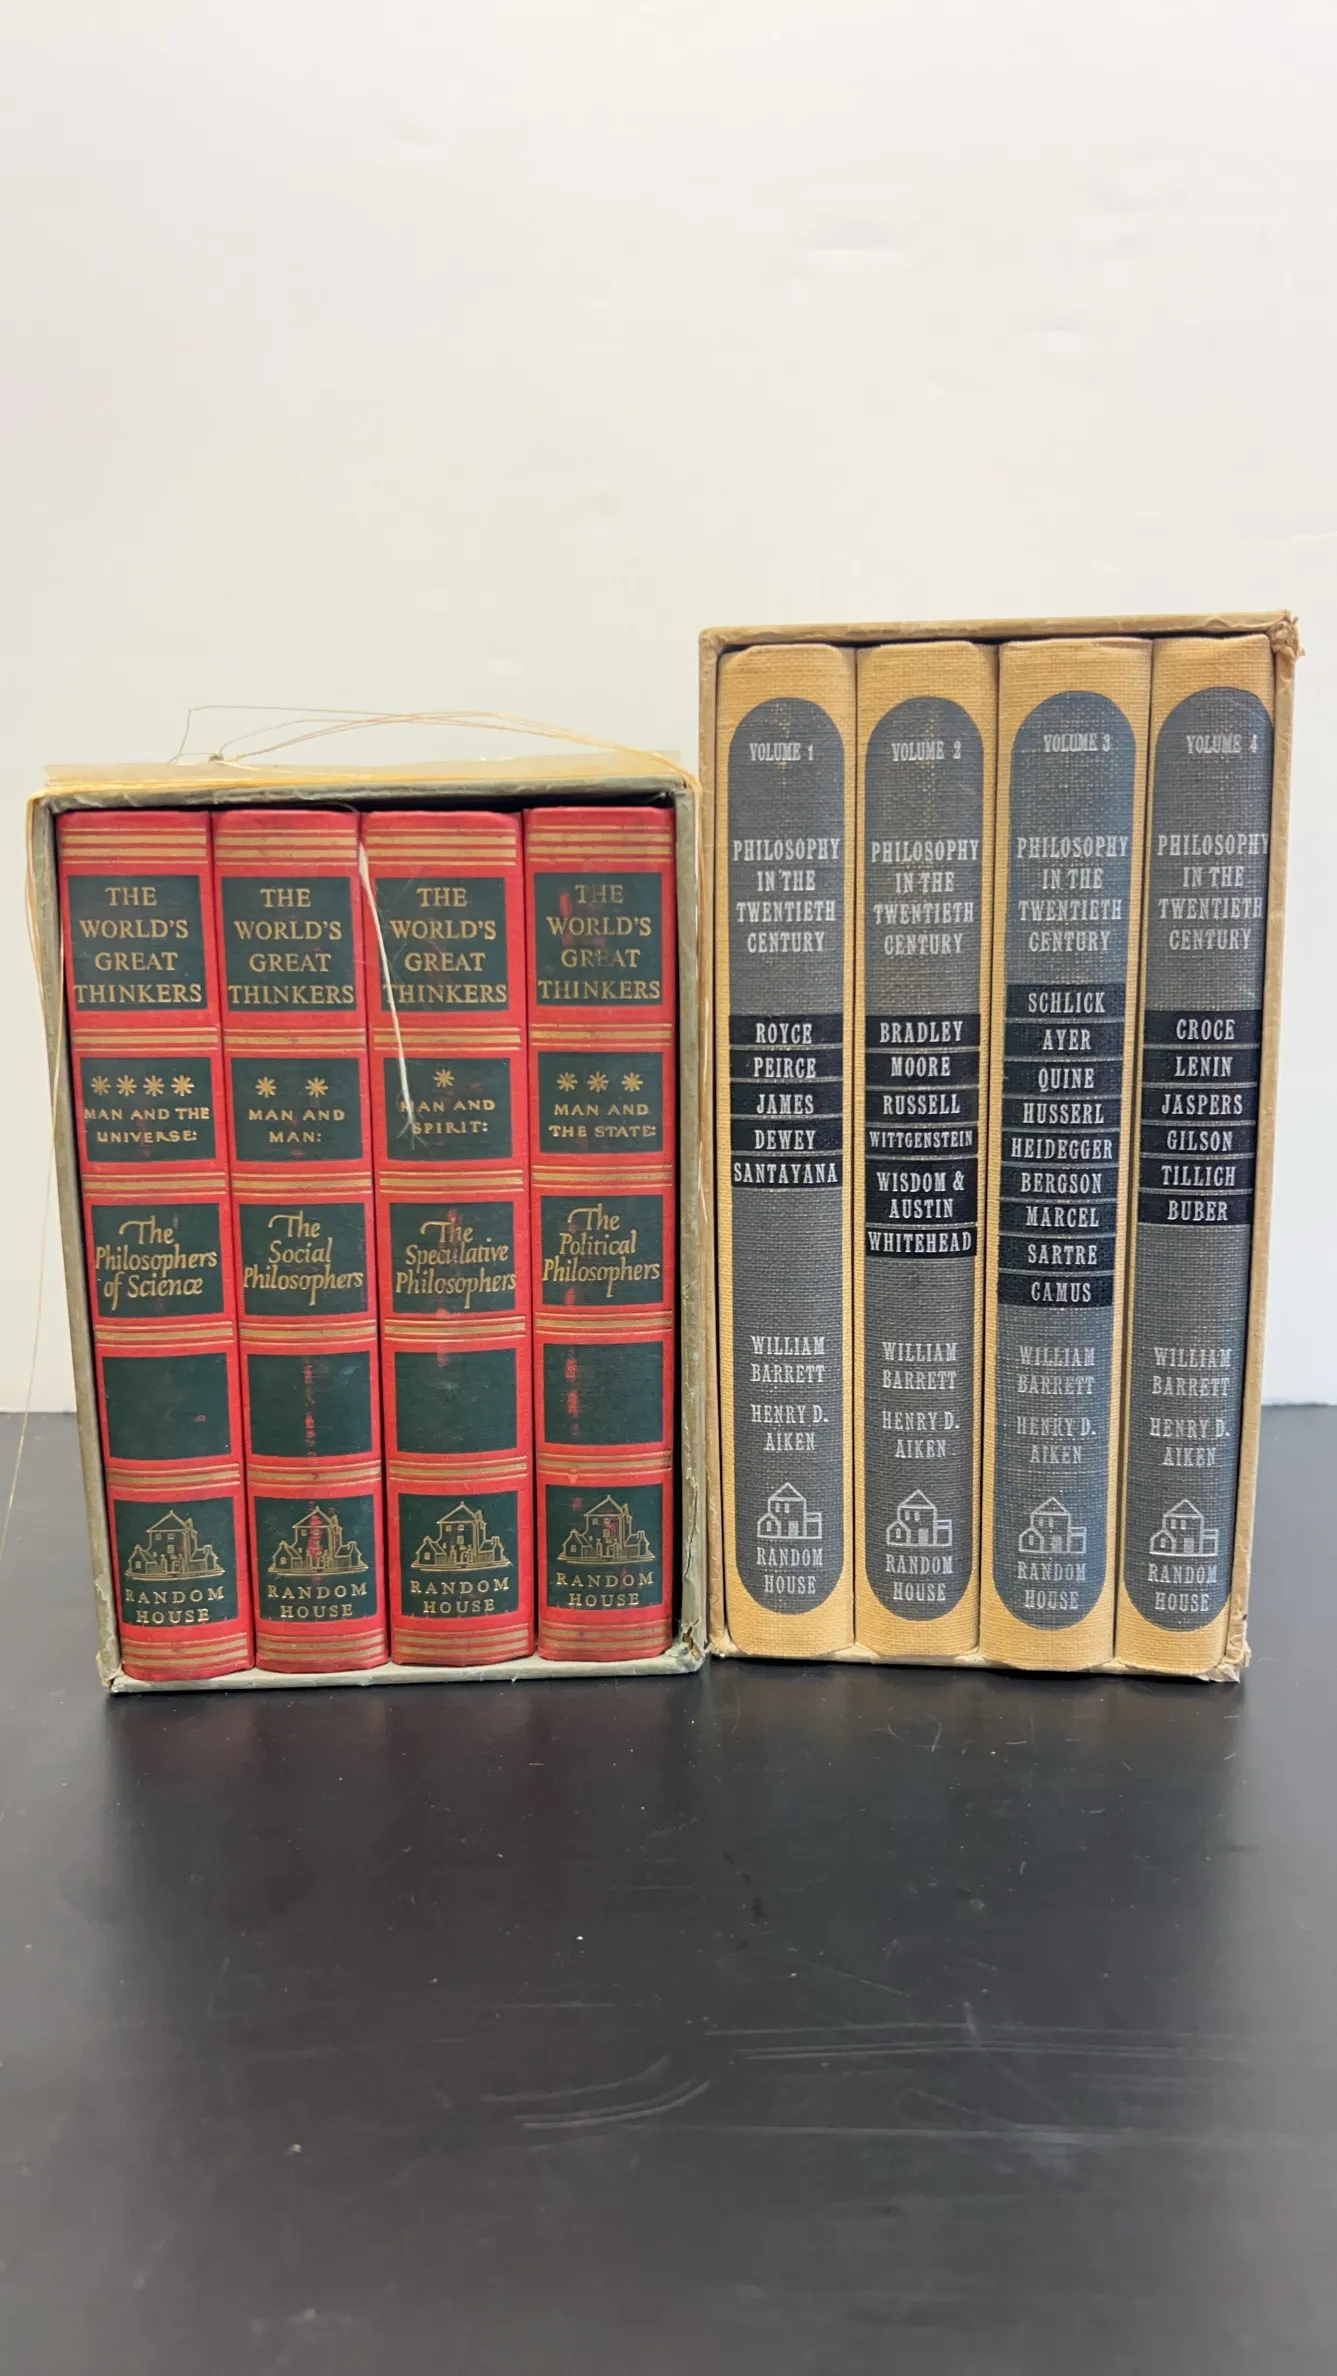 THE
WORLD'S
GREAT
THINKERS
MAN AND THE
UNIVERSE:
The
Philosophers
of Science
RANDOM
HOUSE
THE
WORLD'S
GREAT
THINKERS
MAN AND
MAN:
The
Social
Philosophers
RANDOM
HOUSE
THE
WORLD'S
GREAT
THINKERS
MAN AND
SPIRIT:
The
Speculative
Philosophers
RANDOM
HOUSE
THE
WORLD'S
GREAT
THINKERS
MAN AND
THE STATE:
The
Political
Philosophers
RANDOM
HOUSE
VOLUME 1
PHILOSOPHY
IN THE
TWENTIETH
CENTURY
ROYCE
PEIRCE
JAMES
DEWEY
SANTAYANA
WILLIAM
BARRETT
HENRY D.
AIKEN
RANDOM
HOUSE
VOLUME 2
PHILOSOPHY
IN THE
TWENTIETH
CENTURY
BRADLEY
MOORE
RUSSELL
WITTGENSTEIN
WISDOM &
AUSTIN
WHITEHEAD
WILLIAM
BARRETT
HENRY D.
AIKEN
RANDOM
HOUSE
VOLUME 3
PHILOSOPHY
IN THE
TWENTIETH
CENTURY
SCHLICK
AYER
QUINE
HUSSERL
HEIDEGGER
BERGSON
MARCEL
SARTRE
CAMUS
WILLIAM
BARRETT
HENRY D.
AIKEN
RANDOM
HOUSE
VOLUME 4
PHILOSOPHY
IN THE
TWENTIETH
CENTURY
CROCE
LENIN
JASPERS
GILSON
TILLICH
BUBER
WILLIAM
BARRETT
HENRY D.
AIKEN
RANDOM
HOUSE